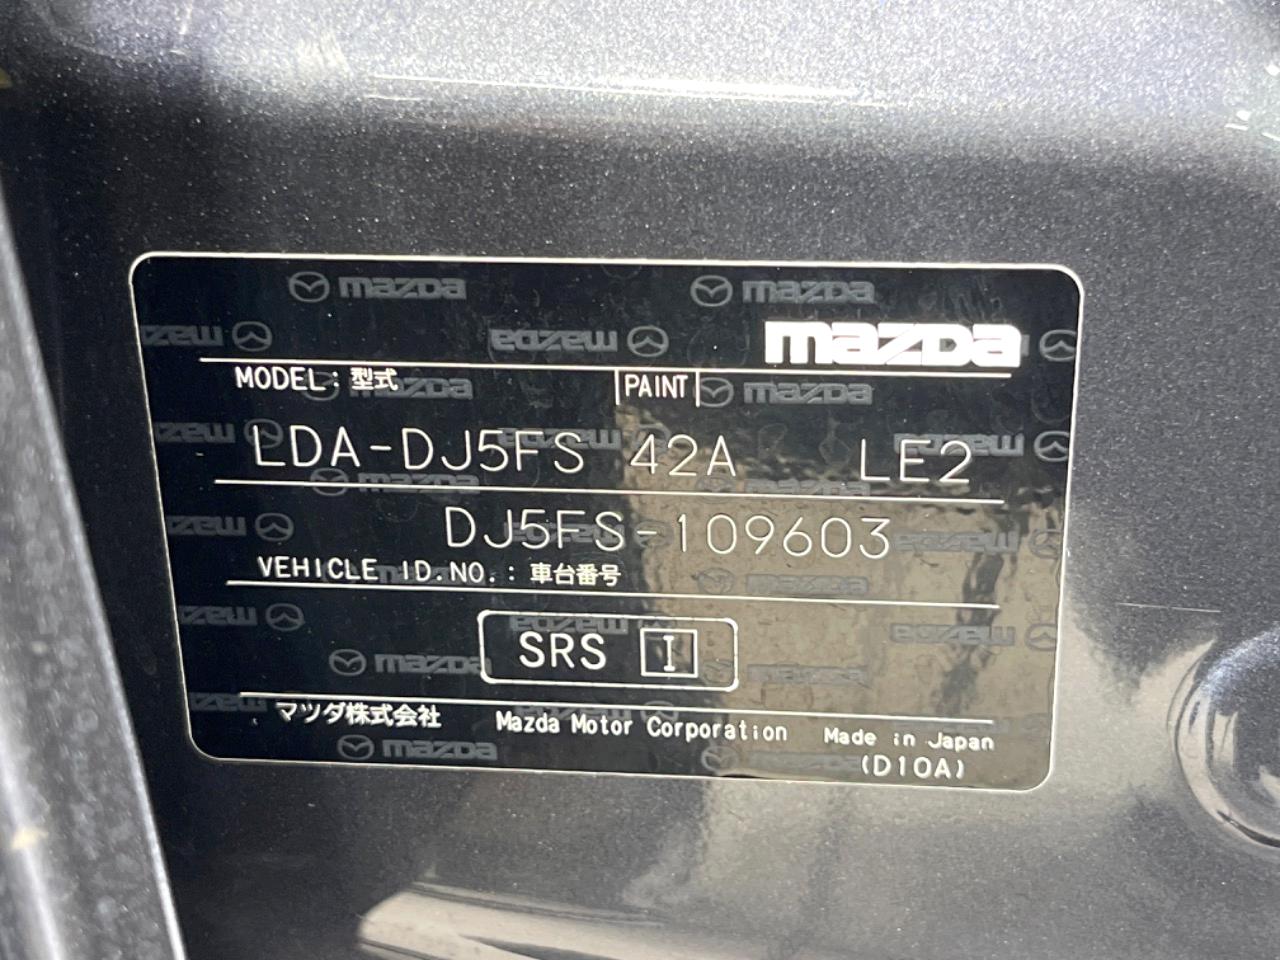 mazda
MODEL: 型式 PAINT
LDA-DJ5FS 42A LE2
DJ5FS-109603
VEHICLE ID.NO.: 車台番号
SRS I
マツダ株式会社 Mazda Motor Corporation Made in Japan
(D10A)